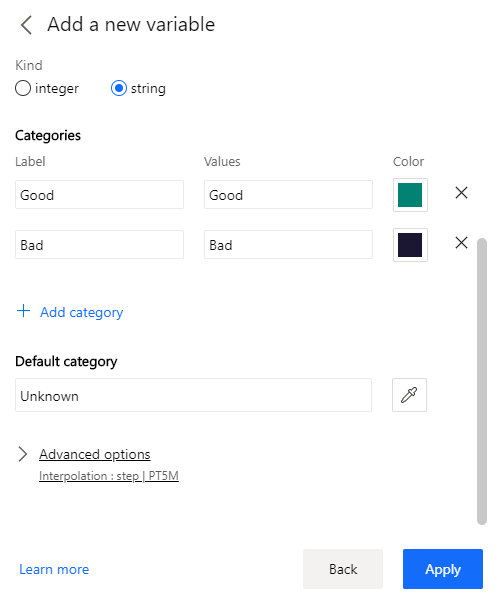 Add a new variable
Kind
integer string
Categories
Label Values Color
Good Good
Bad Bad
Add category
Default category
Unknown
Advanced options
Interpolation : step | PT5M
Learn more Back Apply